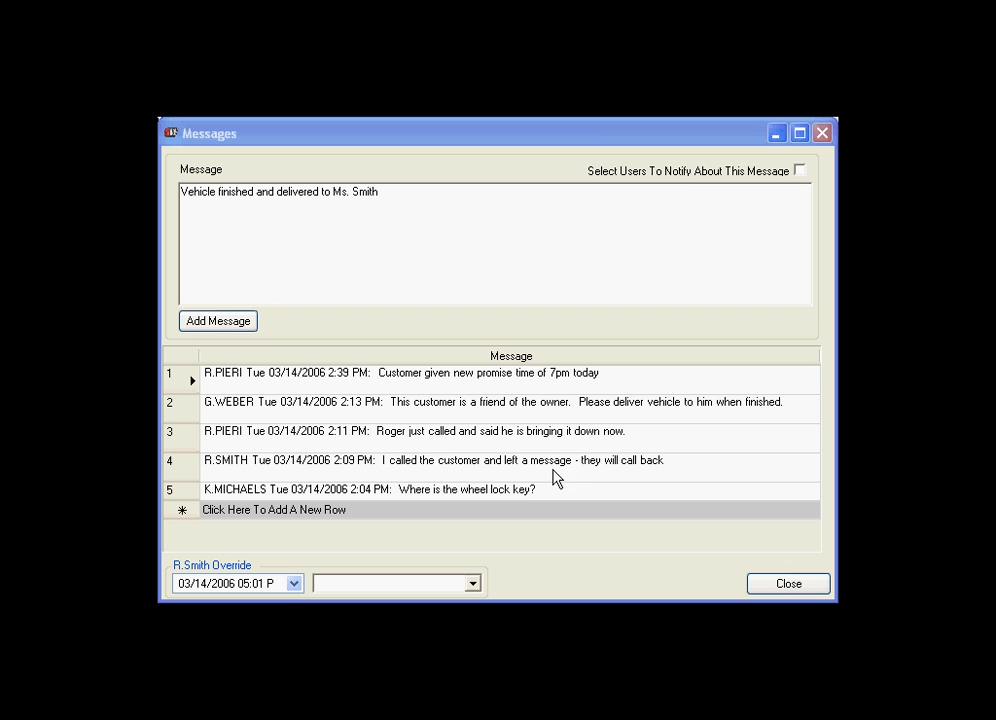 Messages
Message
Select Users To Notify About This Message
Vehicle finished and delivered to Ms. Smith
Add Message
Message
1 R.PIERI Tue 03/14/2006 2:39 PM: Customer given new promise time of 7pm today
2 G.WEBER Tue 03/14/2006 2:13 PM: This customer is a friend of the owner. Please deliver vehicle to him when finished.
3 R.PIERI Tue 03/14/2006 2:11 PM: Roger just called and said he is bringing it down now.
4 R.SMITH Tue 03/14/2006 2:09 PM: I called the customer and left a message - they will call back
5 K.MICHAELS Tue 03/14/2006 2:04 PM: Where is the wheel lock key?
Click Here To Add A New Row
R.Smith Override
03/14/2006 05:01 P
Close